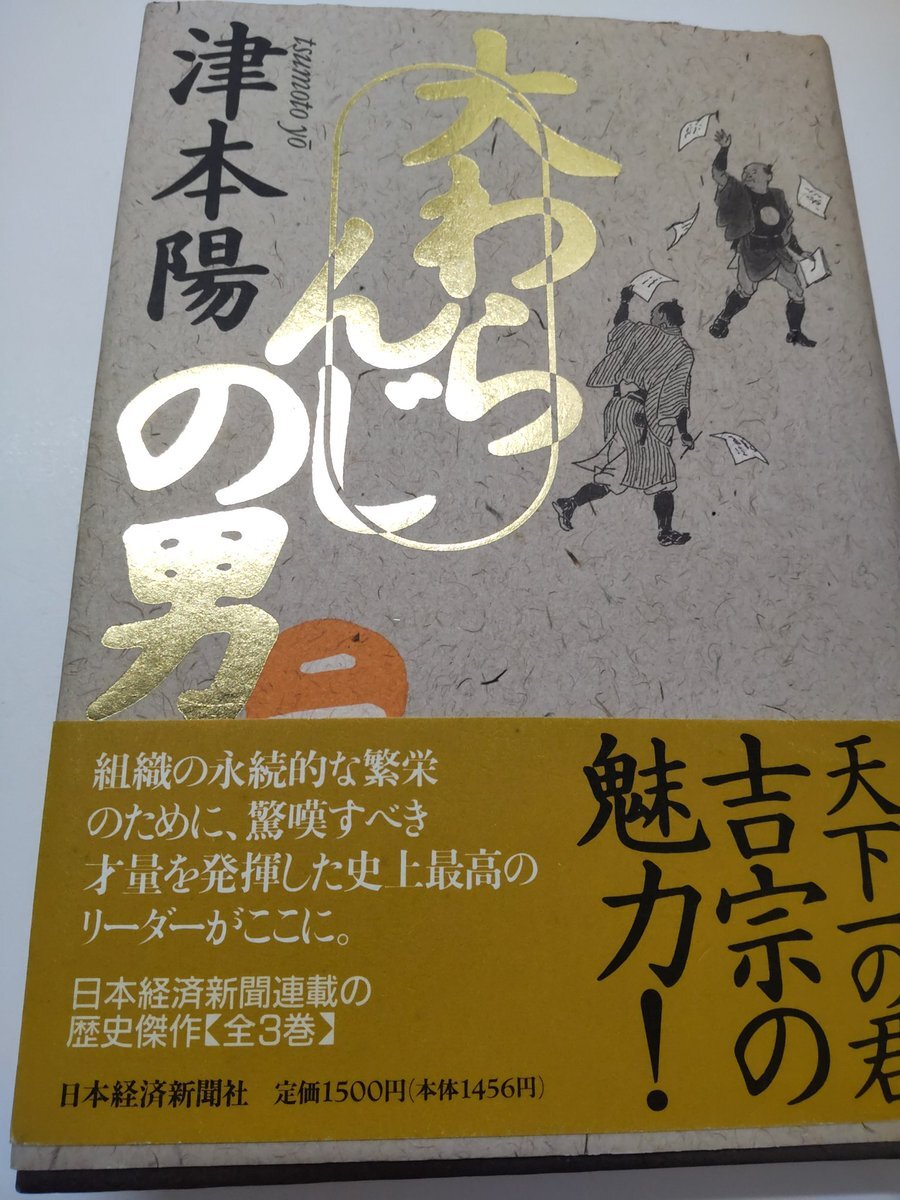 大わらんじの男
二
津本陽
tsumoto yō
天下一の君
吉宗の
魅力！
組織の永続的な繁栄
のために、驚嘆すべき
才量を発揮した史上最高の
リーダーがここに。
日本経済新聞連載の
歴史傑作【全3巻】
日本経済新聞社 定価1500円(本体1456円)